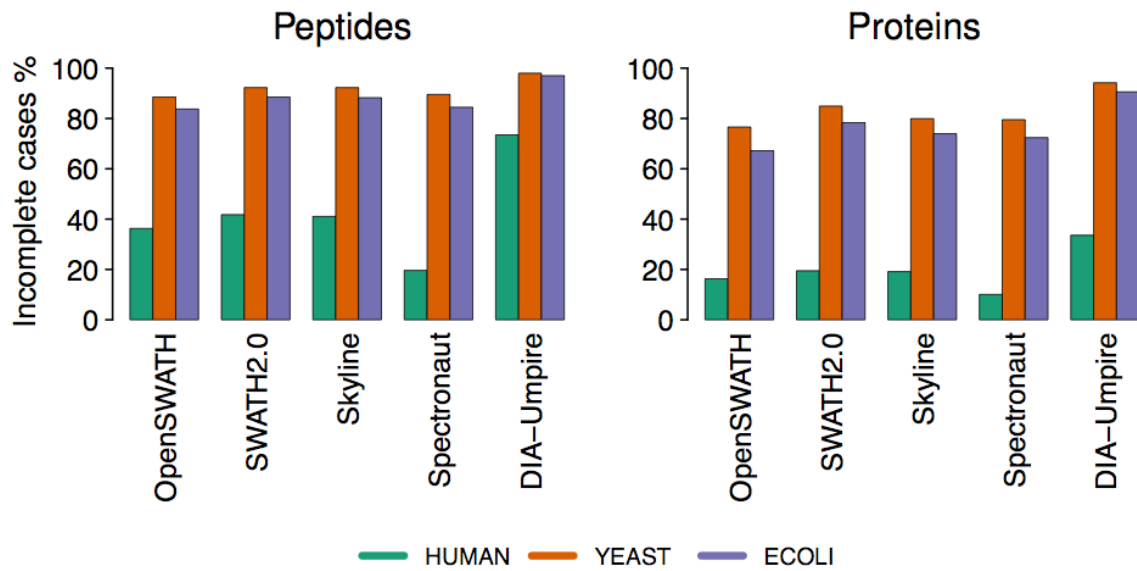 Peptides
Proteins
Incomplete cases %
100
80
60
40
20
0
100
80
60
40
20
0
OpenSWATH
SWATH2.0
Skyline
Spectronaut
DIA−Umpire
OpenSWATH
SWATH2.0
Skyline
Spectronaut
DIA−Umpire
HUMAN YEAST ECOLI